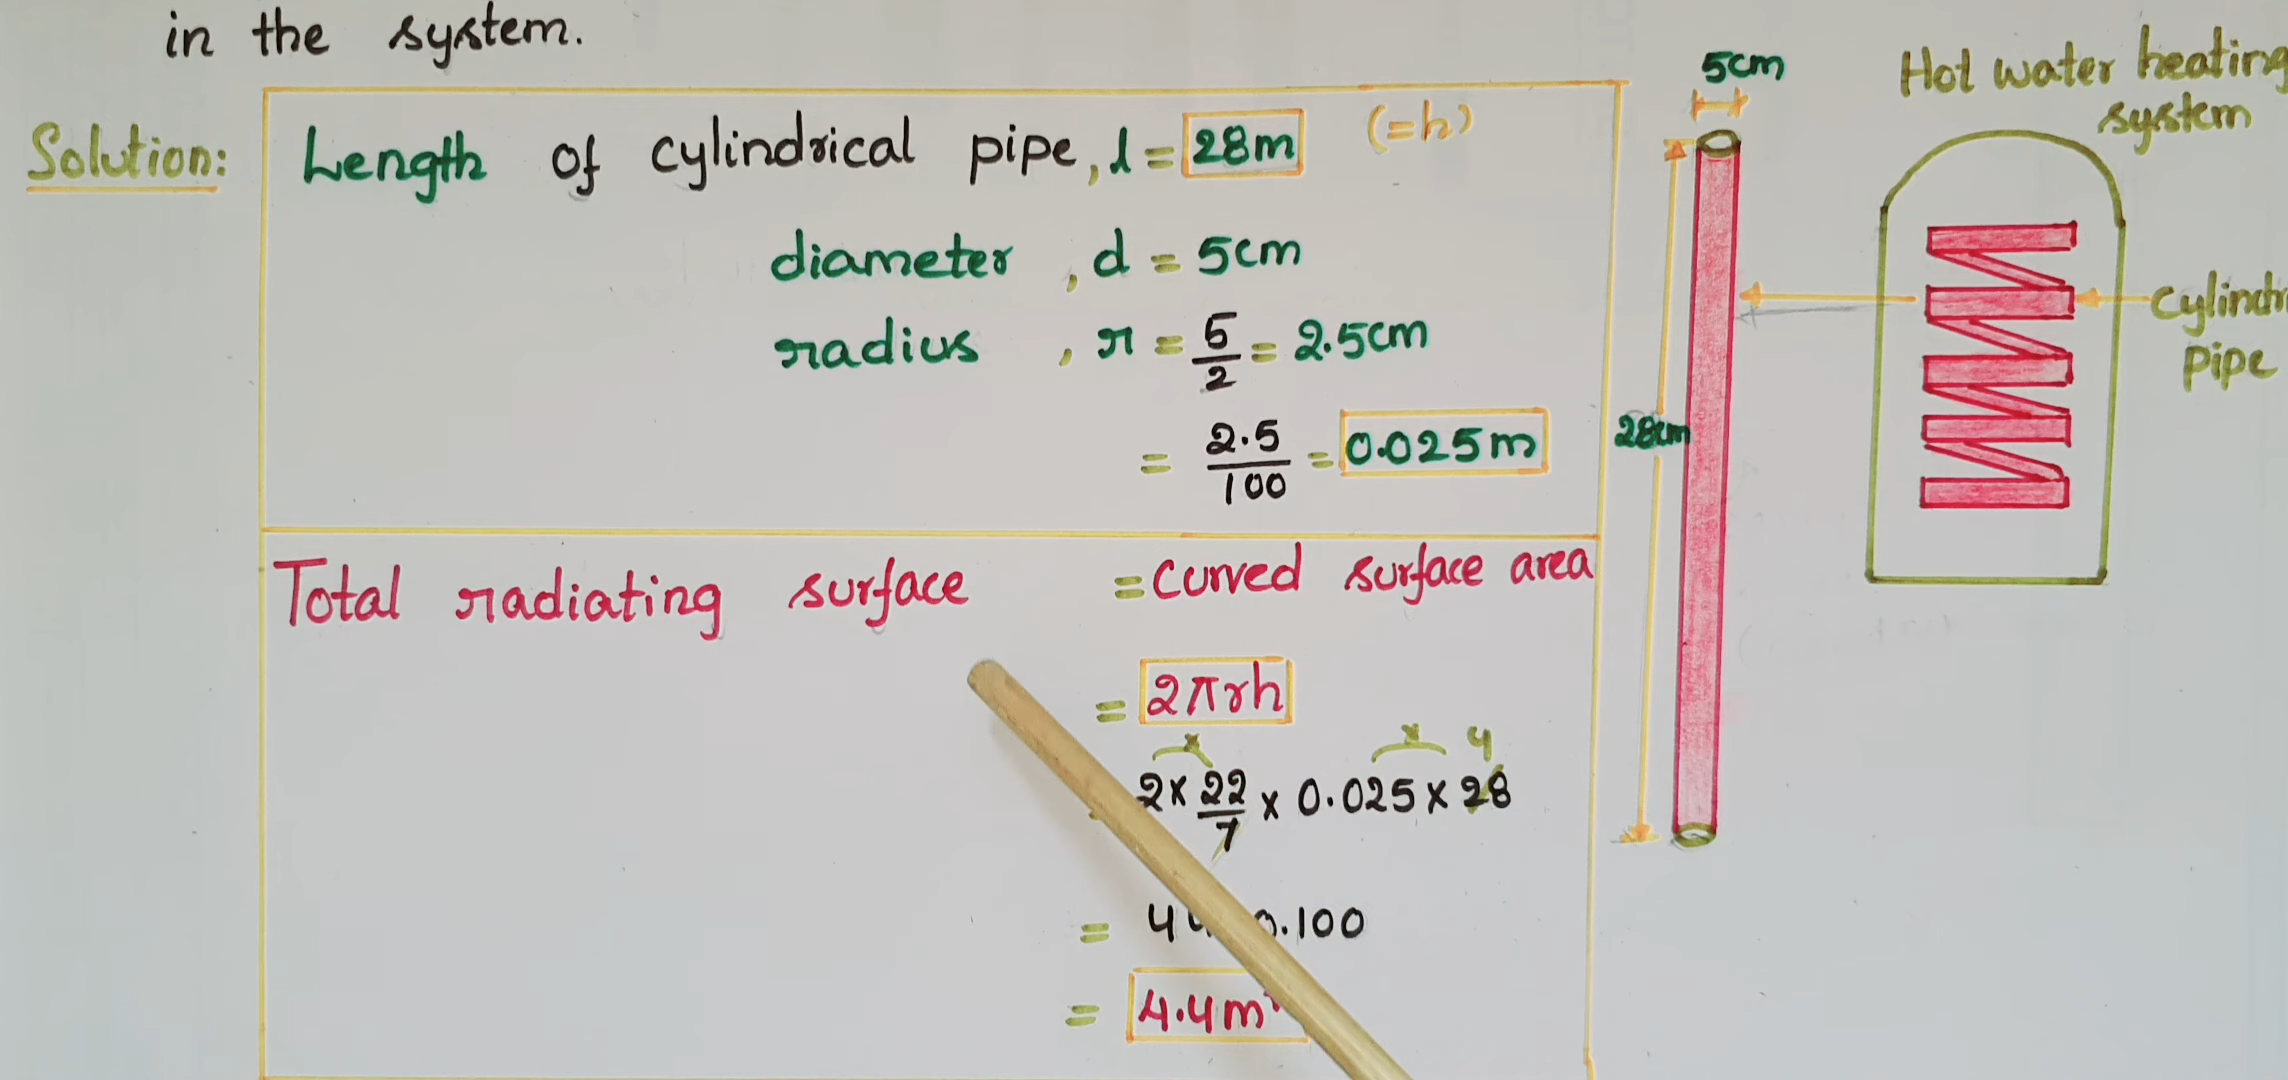 in the system.
Solution:
Length of cylindrical pipe, l = 28m (=h)
diameter, d = 5cm
radius, r = 5/2 = 2.5cm
= 2.5/100 = 0.025m
Total radiating surface = curved surface area
= 2πrh
2 x 22/7 x 0.025 x 28
x x 4
= 4 .100
= 4.4m
5cm
28cm
Hot water heating
system
pipe